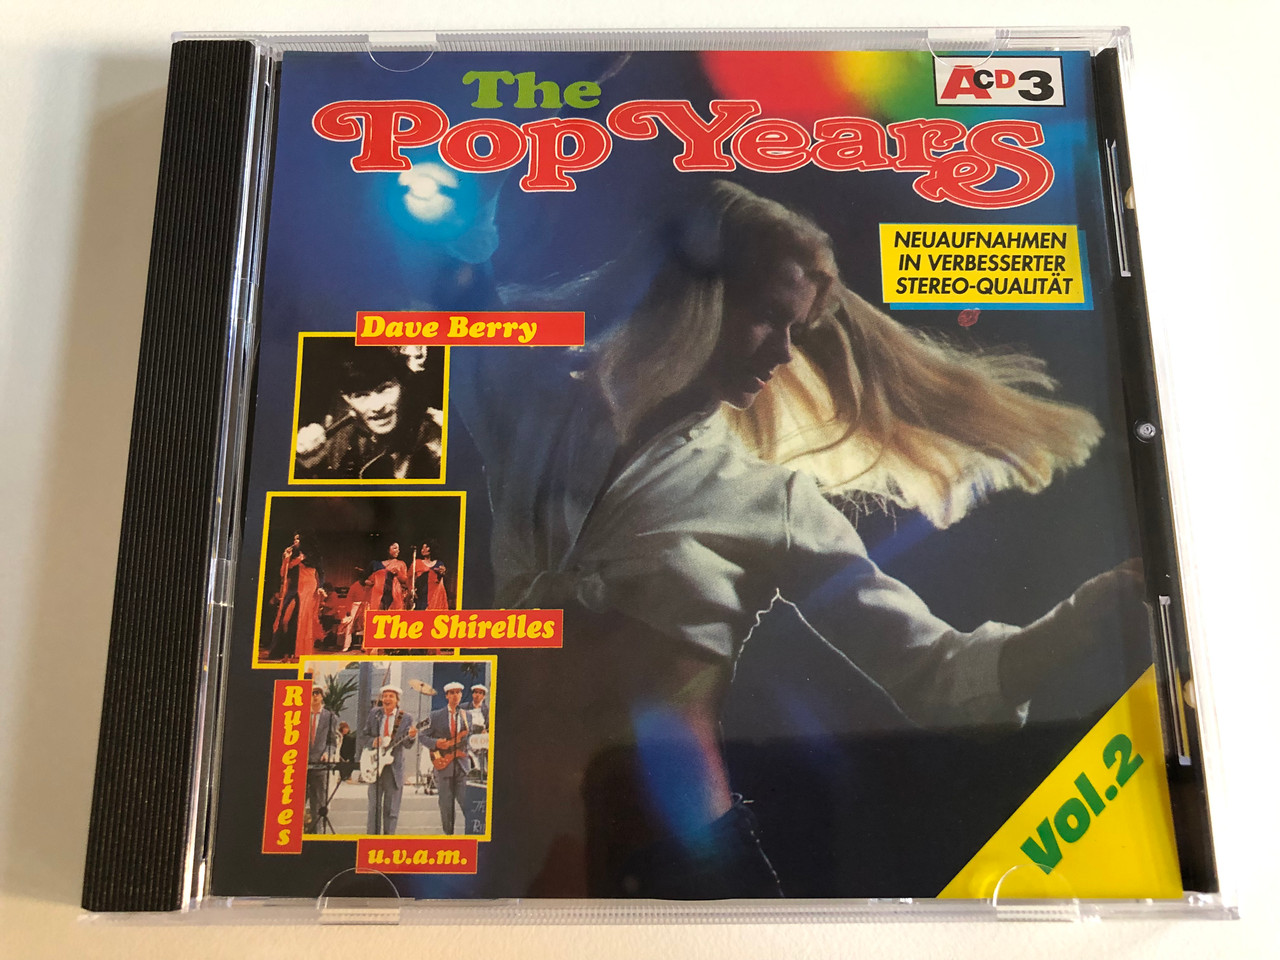 The
Pop Years
ACD3
NEUAUFNAHMEN
IN VERBESSERTER
STEREO-QUALITÄT
Dave Berry
The Shirelles
Rubettes
u.v.a.m.
Vol.2